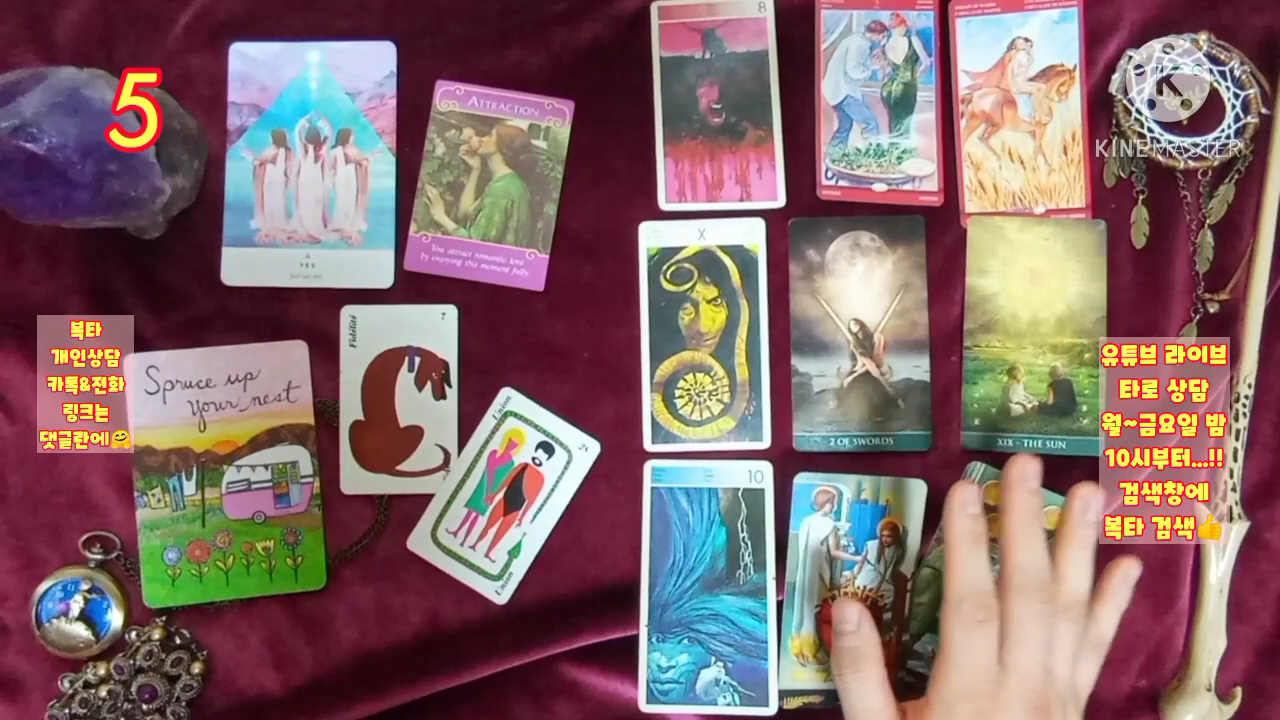 5
8
ATTRACTION
You attract romantic love
by enjoying this moment fully.
YES
KINEMASTER
복타
개인상담
카톡&전화
링크는
댓글란에🤗
Spruce up
your nest
Fidélité
7
Union
Union
X
2 OF SWORDS
XIX - THE SUN
10
유튜브 라이브
타로 상담
월~금요일 밤
10시부터...!!
검색창에
복타 검색👍